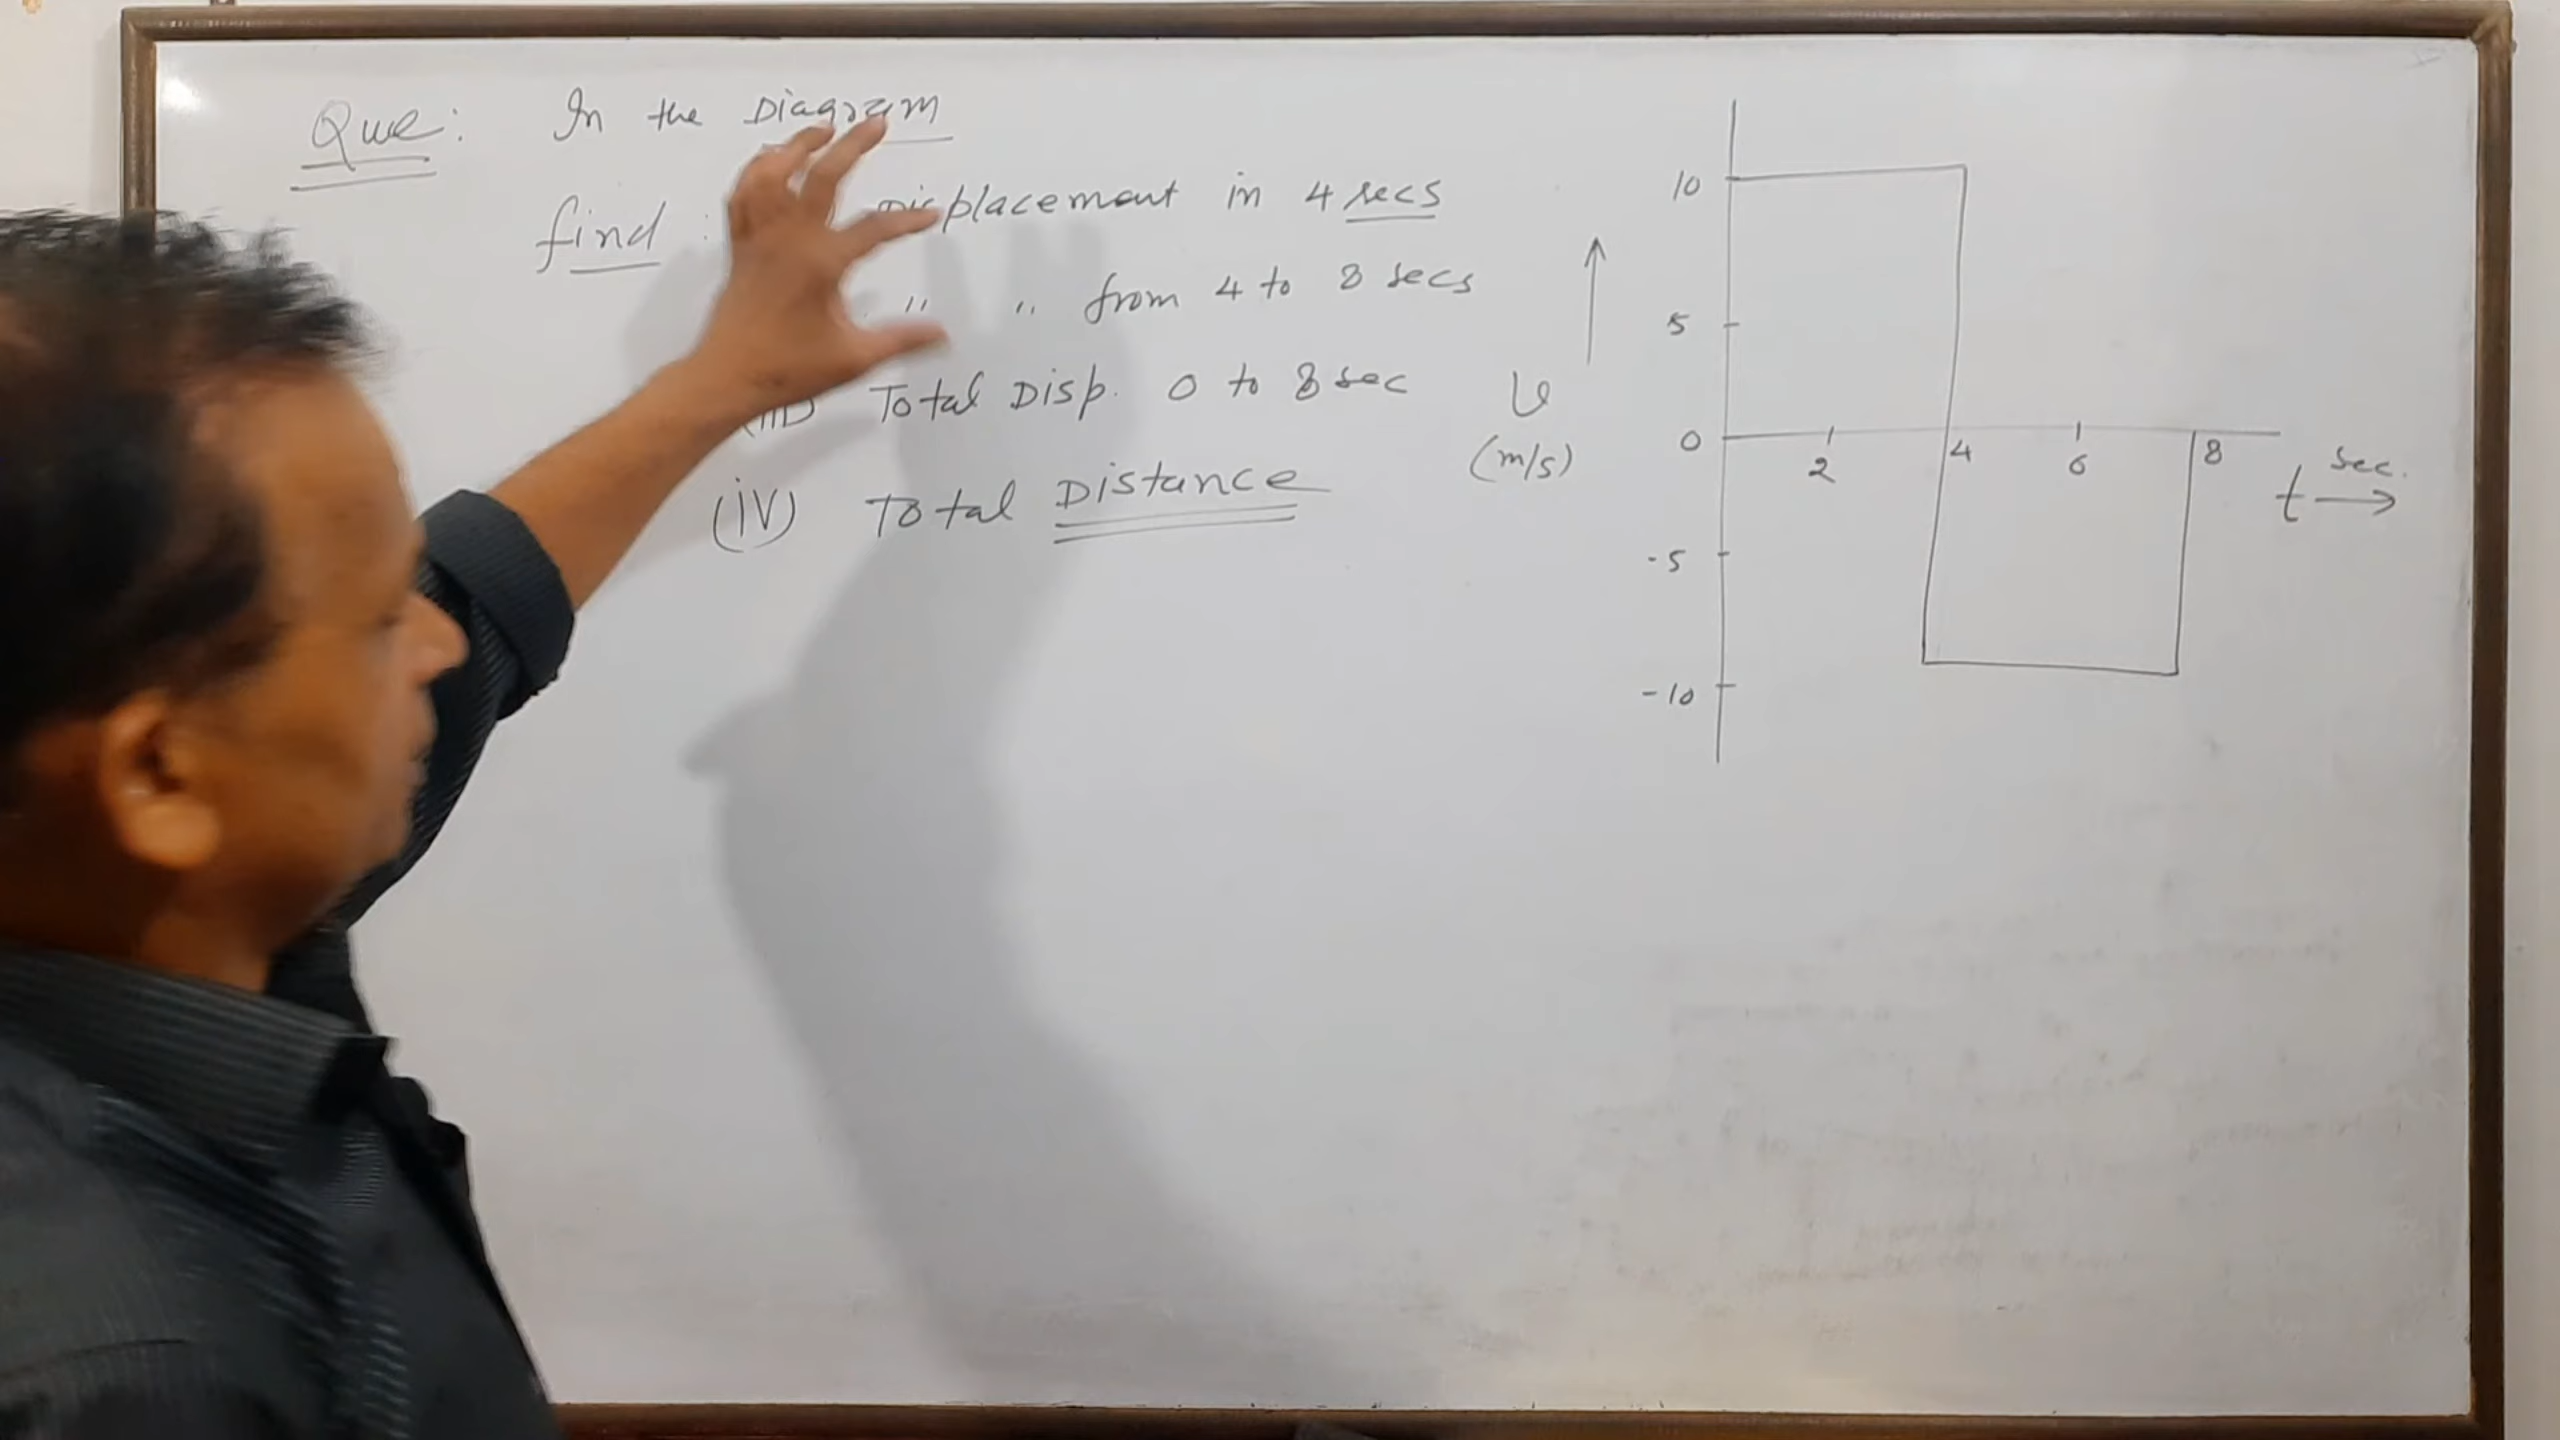 Que: In the Diagram
find : Displacement in 4 secs
" " from 4 to 8 secs
(iii) Total Disp. 0 to 8 sec
(iv) Total Distance
10
5
0
-5
-10
v
(m/s)
2
4
6
8
t sec.